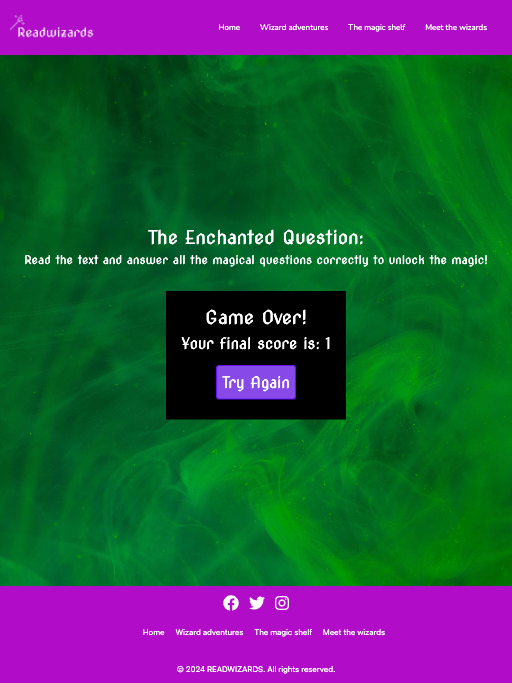 Readwizards
Home Wizard adventures The magic shelf Meet the wizards
The Enchanted Question:
Read the text and answer all the magical questions correctly to unlock the magic!
Game Over!
Your final score is: 1
Try Again
Home Wizard adventures The magic shelf Meet the wizards
© 2024 READWIZARDS. All rights reserved.